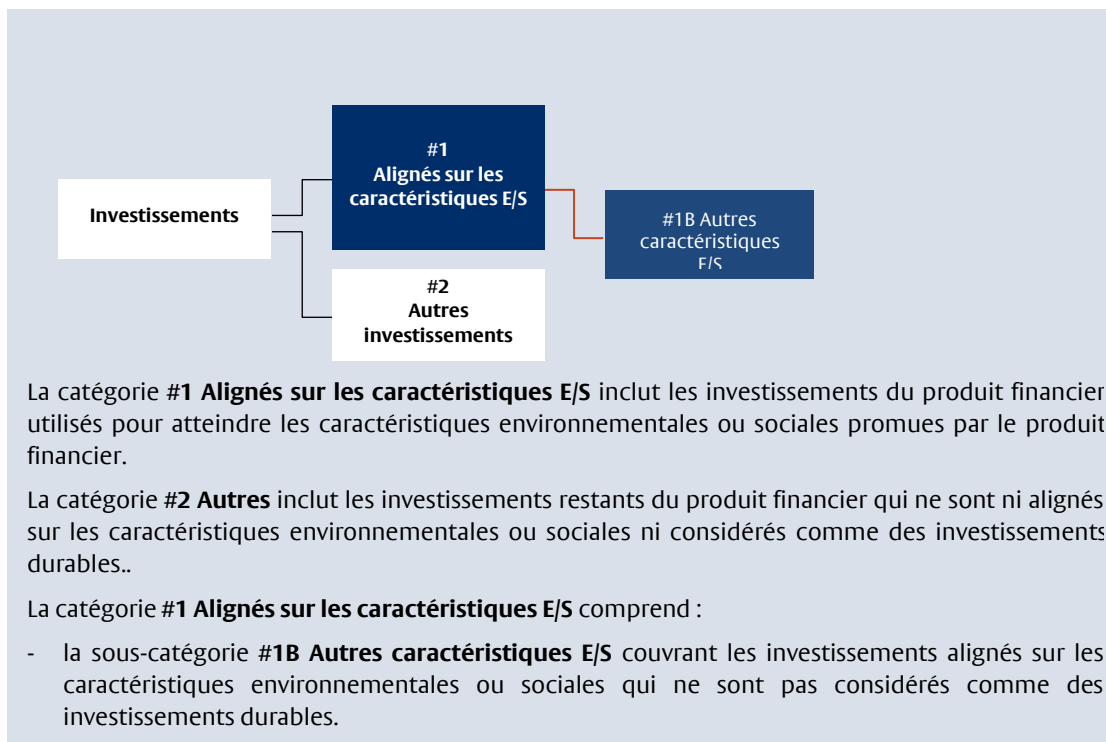 Investissements
#1
Alignés sur les
caractéristiques E/S
#2
Autres
investissements
#1B Autres
caractéristiques
E/S
La catégorie #1 Alignés sur les caractéristiques E/S inclut les investissements du produit financier
utilisés pour atteindre les caractéristiques environnementales ou sociales promues par le produit
financier.
La catégorie #2 Autres inclut les investissements restants du produit financier qui ne sont ni alignés
sur les caractéristiques environnementales ou sociales ni considérés comme des investissements
durables..
La catégorie #1 Alignés sur les caractéristiques E/S comprend :
- la sous-catégorie #1B Autres caractéristiques E/S couvrant les investissements alignés sur les
caractéristiques environnementales ou sociales qui ne sont pas considérés comme des
investissements durables.